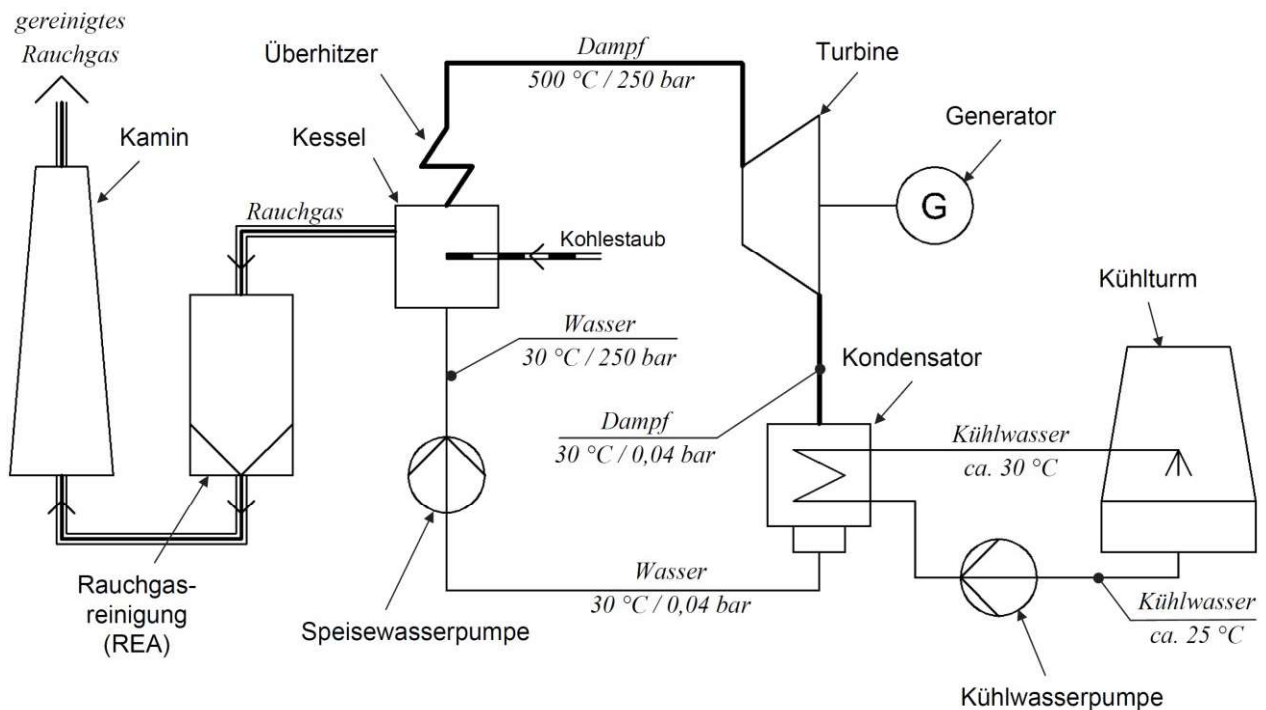 gereinigtes
Rauchgas
Kamin
Überhitzer
Kessel
Rauchgas
Dampf
500 °C / 250 bar
Turbine
Generator
G
Kohlestaub
Kühlturm
Wasser
30 °C / 250 bar
Kondensator
Dampf
30 °C / 0,04 bar
Kühlwasser
ca. 30 °C
Rauchgas-
reinigung
(REA)
Speisewasserpumpe
Wasser
30 °C / 0,04 bar
Kühlwasser
ca. 25 °C
Kühlwasserpumpe